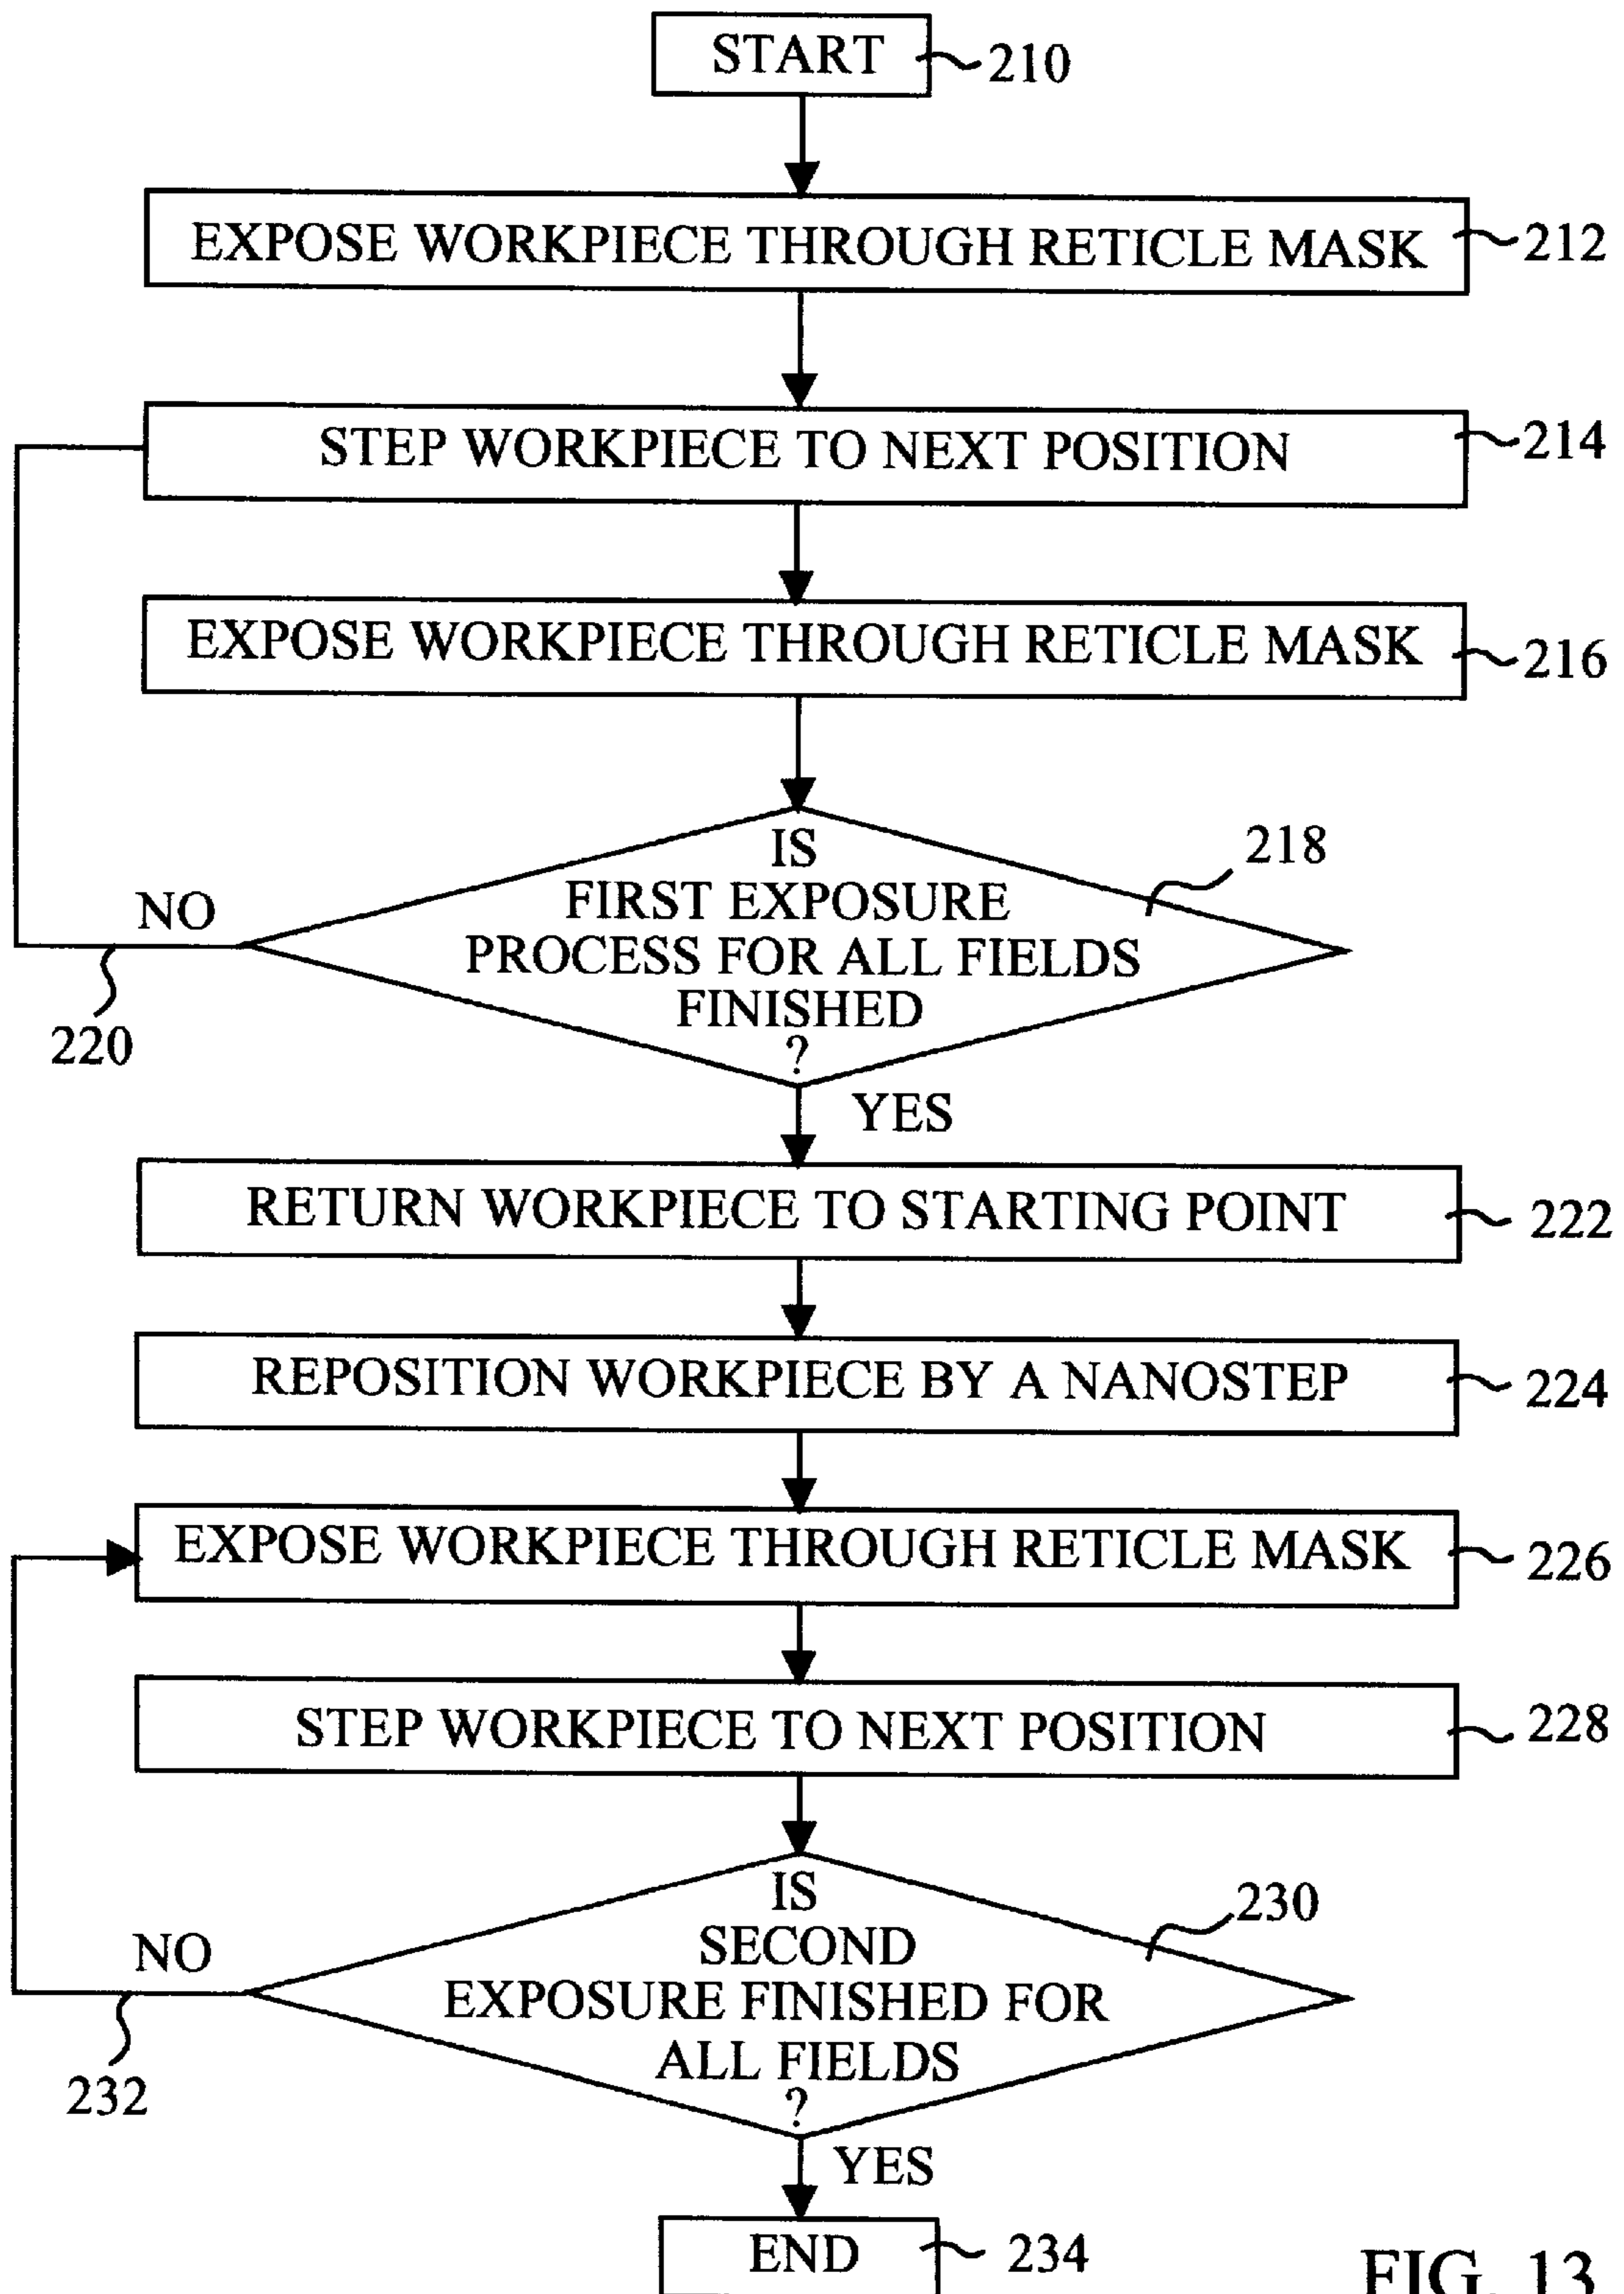 START
210
EXPOSE WORKPIECE THROUGH RETICLE MASK
212
STEP WORKPIECE TO NEXT POSITION
214
EXPOSE WORKPIECE THROUGH RETICLE MASK
216
IS
FIRST EXPOSURE
PROCESS FOR ALL FIELDS
FINISHED
?
218
NO
220
YES
RETURN WORKPIECE TO STARTING POINT
222
REPOSITION WORKPIECE BY A NANOSTEP
224
EXPOSE WORKPIECE THROUGH RETICLE MASK
226
STEP WORKPIECE TO NEXT POSITION
228
IS
SECOND
EXPOSURE FINISHED FOR
ALL FIELDS
?
230
NO
232
YES
END
234
FIG. 13